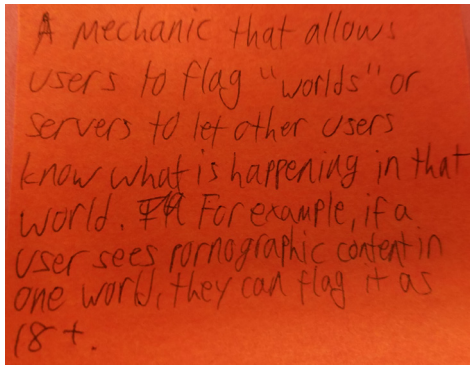 A mechanic that allows
users to flag "worlds" or
servers to let other users
know what is happening in that
world. For example, if a
user sees pornographic content in
one world, they can flag it as
18+.